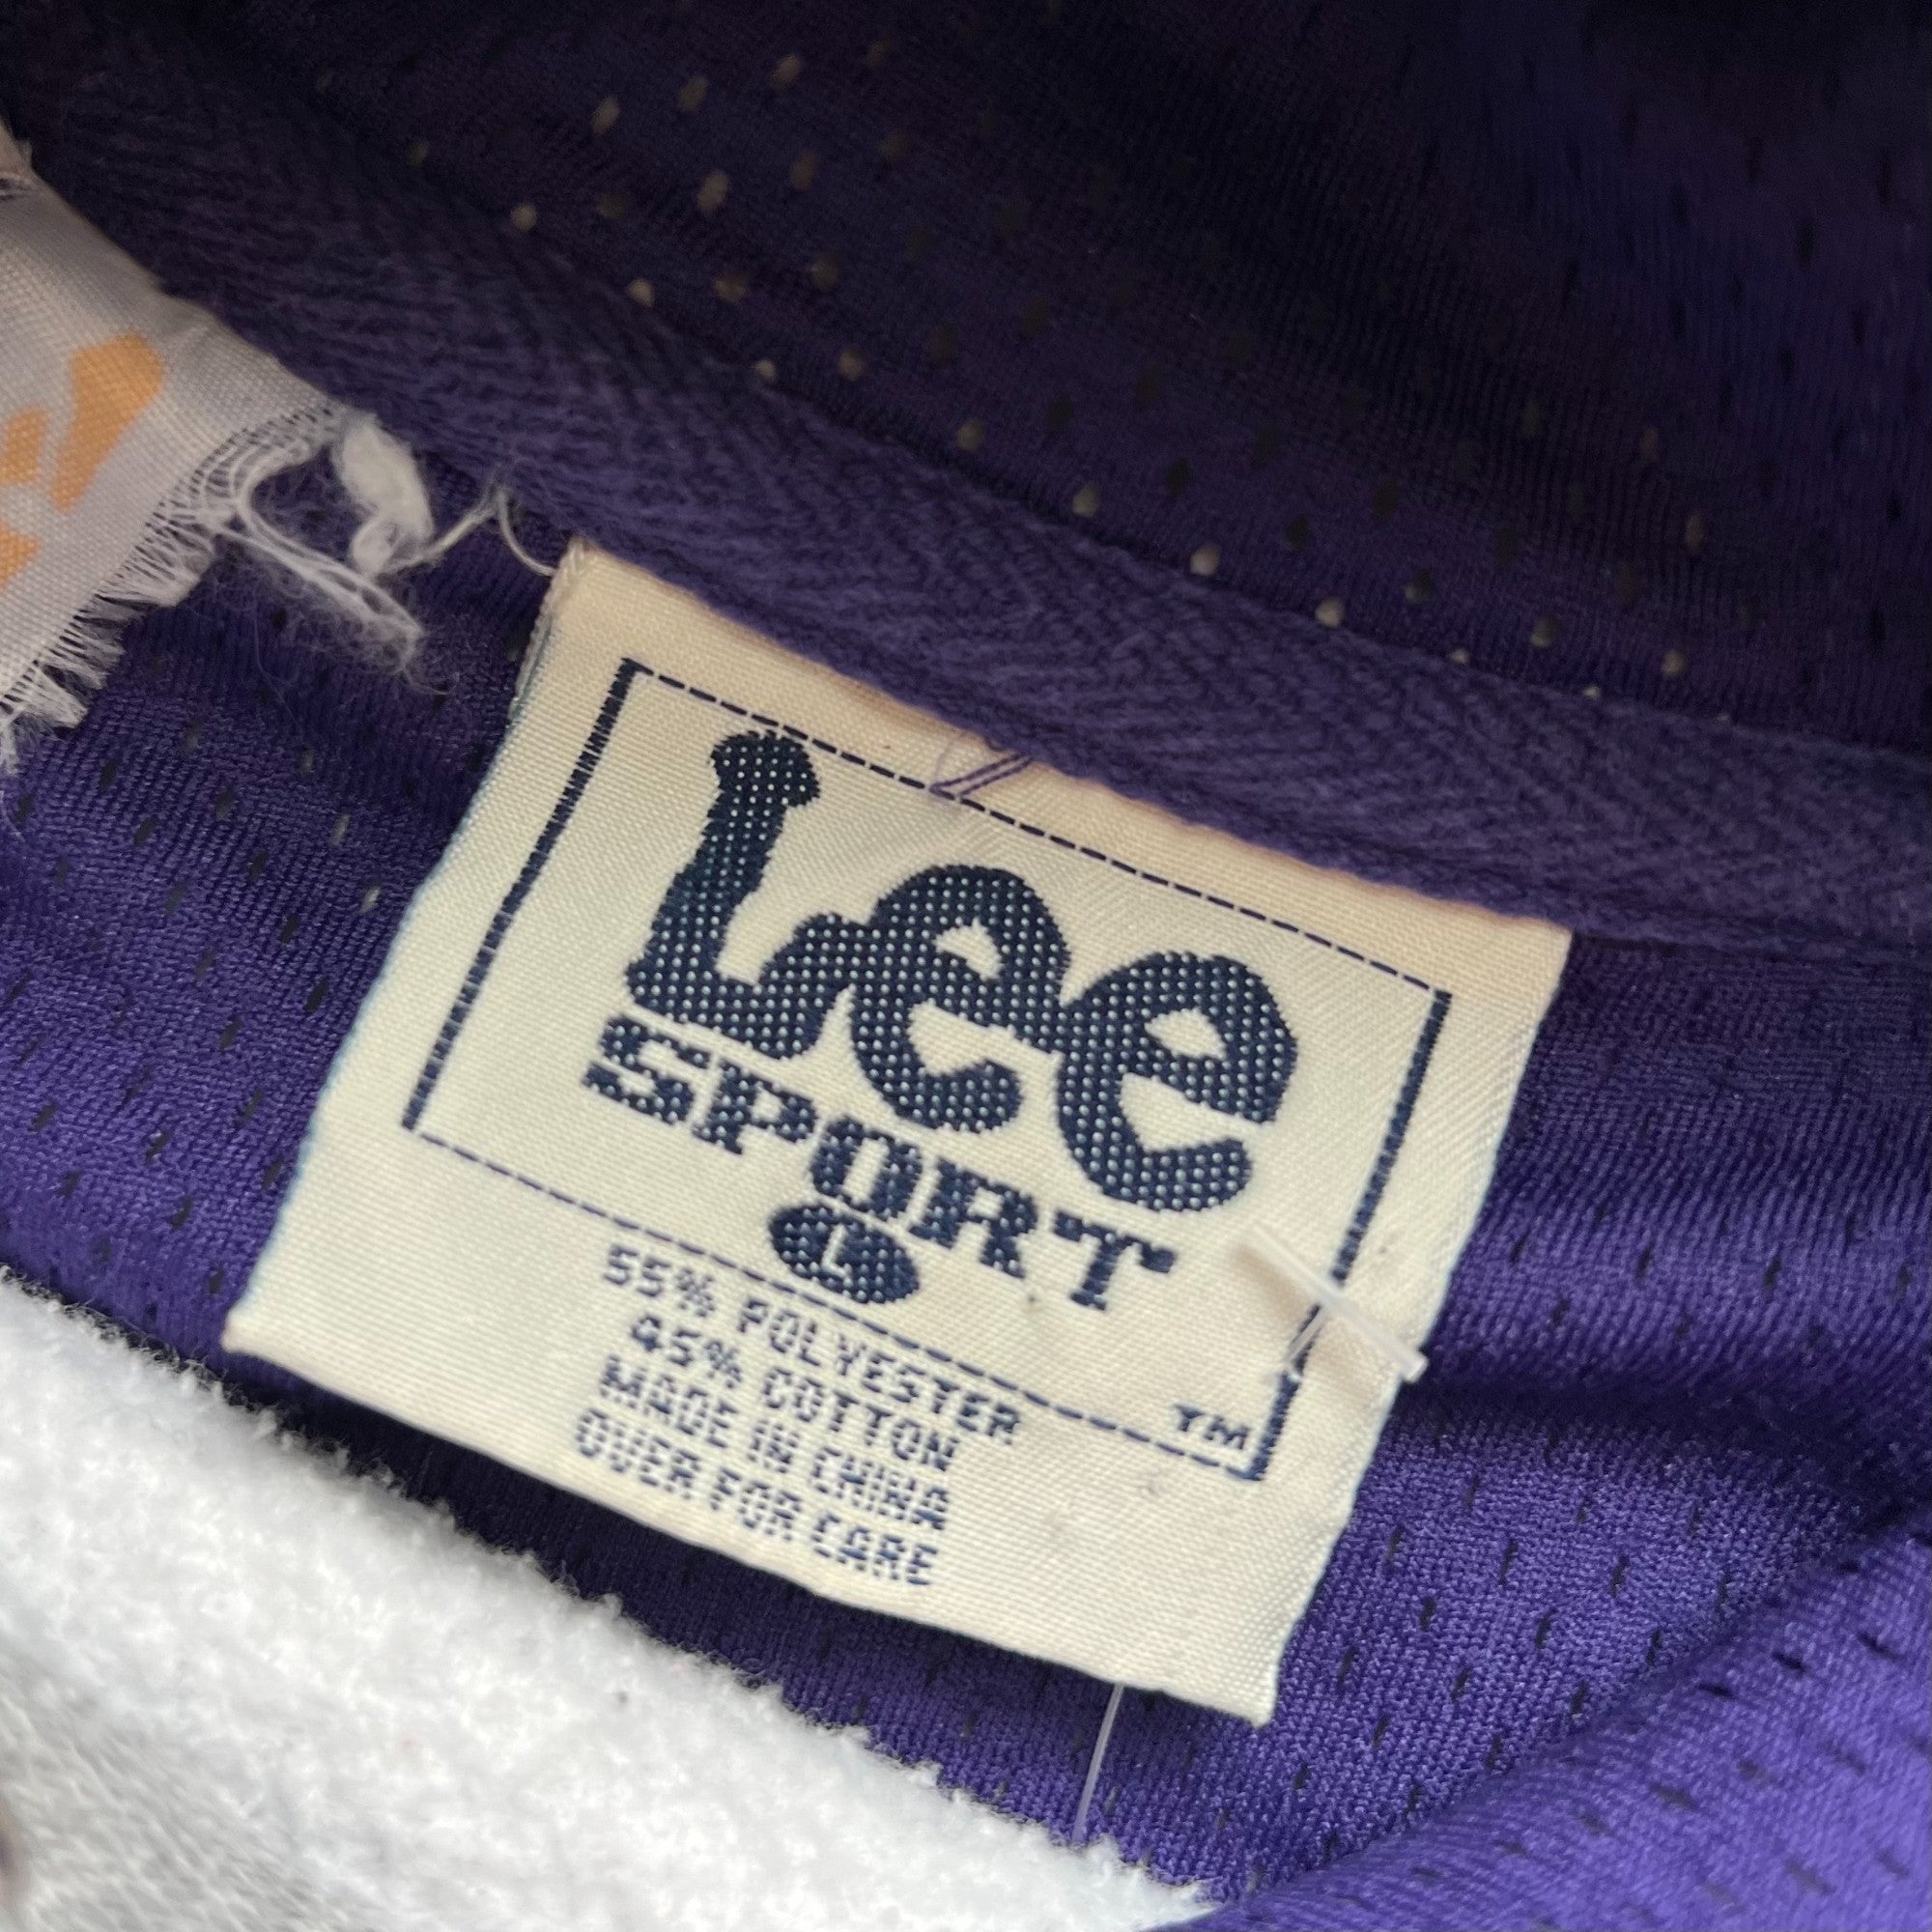 Lee
SPORT
L
TM
55% POLYESTER
45% COTTON
MADE IN CHINA
OVER FOR CARE